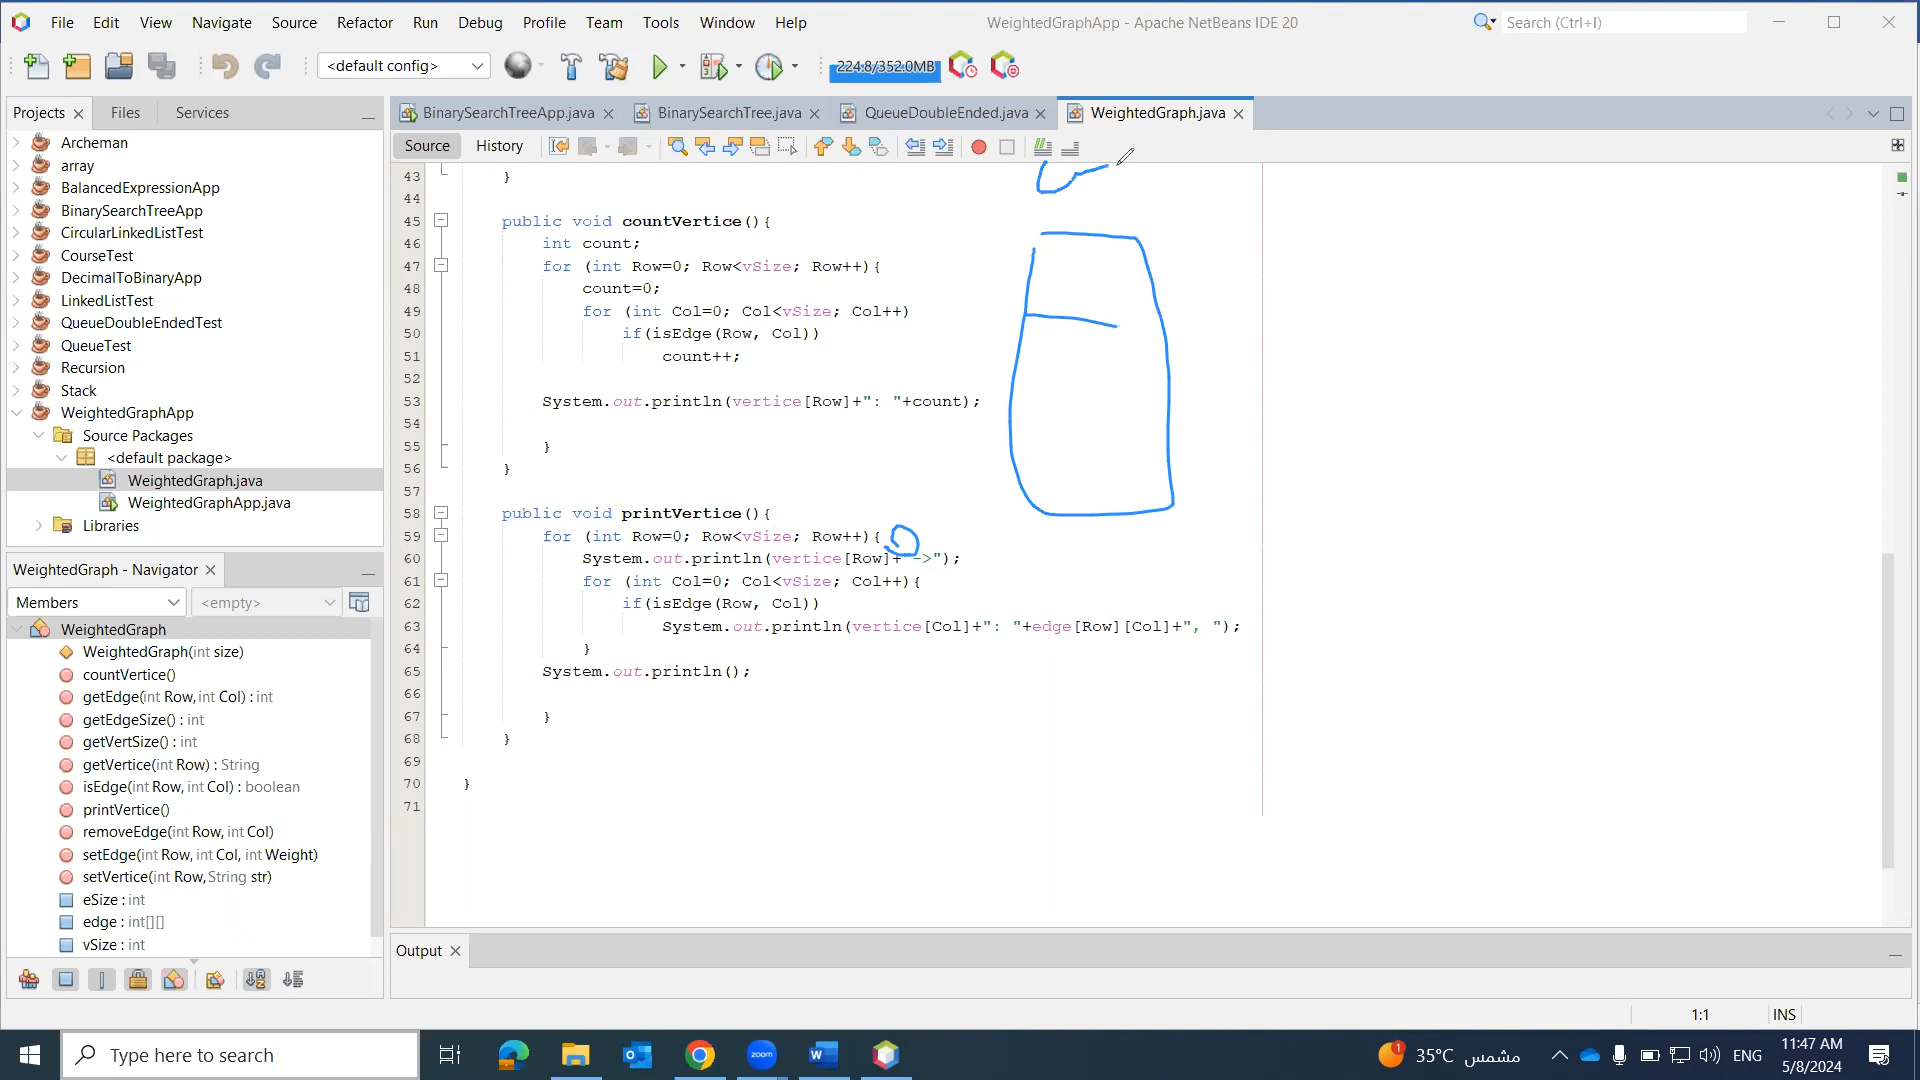 File Edit View Navigate Source Refactor Run Debug Profile Team Tools Window Help
WeightedGraphApp - Apache NetBeans IDE 20
Search (Ctrl+I)
<default config>
224.8/352.0MB
Projects
Files
Services
BinarySearchTreeApp.java
BinarySearchTree.java
QueueDoubleEnded.java
WeightedGraph.java
Source
History
Archeman
array
BalancedExpressionApp
BinarySearchTreeApp
CircularLinkedListTest
CourseTest
DecimalToBinaryApp
LinkedListTest
QueueDoubleEndedTest
QueueTest
Recursion
Stack
WeightedGraphApp
Source Packages
<default package>
WeightedGraph.java
WeightedGraphApp.java
Libraries
WeightedGraph - Navigator
Members
<empty>
WeightedGraph
WeightedGraph(int size)
countVertice()
getEdge(int Row, int Col) : int
getEdgeSize() : int
getVertSize() : int
getVertice(int Row) : String
isEdge(int Row, int Col) : boolean
printVertice()
removeEdge(int Row, int Col)
setEdge(int Row, int Col, int Weight)
setVertice(int Row, String str)
eSize : int
edge : int[][]
vSize : int
43 }
44
45 public void countVertice(){
46 int count;
47 for (int Row=0; Row<vSize; Row++){
48 count=0;
49 for (int Col=0; Col<vSize; Col++)
50 if(isEdge(Row, Col))
51 count++;
52
53 System.out.println(vertice[Row]+": "+count);
54
55 }
56 }
57
58 public void printVertice(){
59 for (int Row=0; Row<vSize; Row++){
60 System.out.println(vertice[Row]+"->");
61 for (int Col=0; Col<vSize; Col++){
62 if(isEdge(Row, Col))
63 System.out.println(vertice[Col]+": "+edge[Row][Col]+", ");
64 }
65 System.out.println();
66
67 }
68 }
69
70 }
71
Output
1:1
INS
Type here to search
zoom
1
35°C مشمس
ENG
11:47 AM
5/8/2024